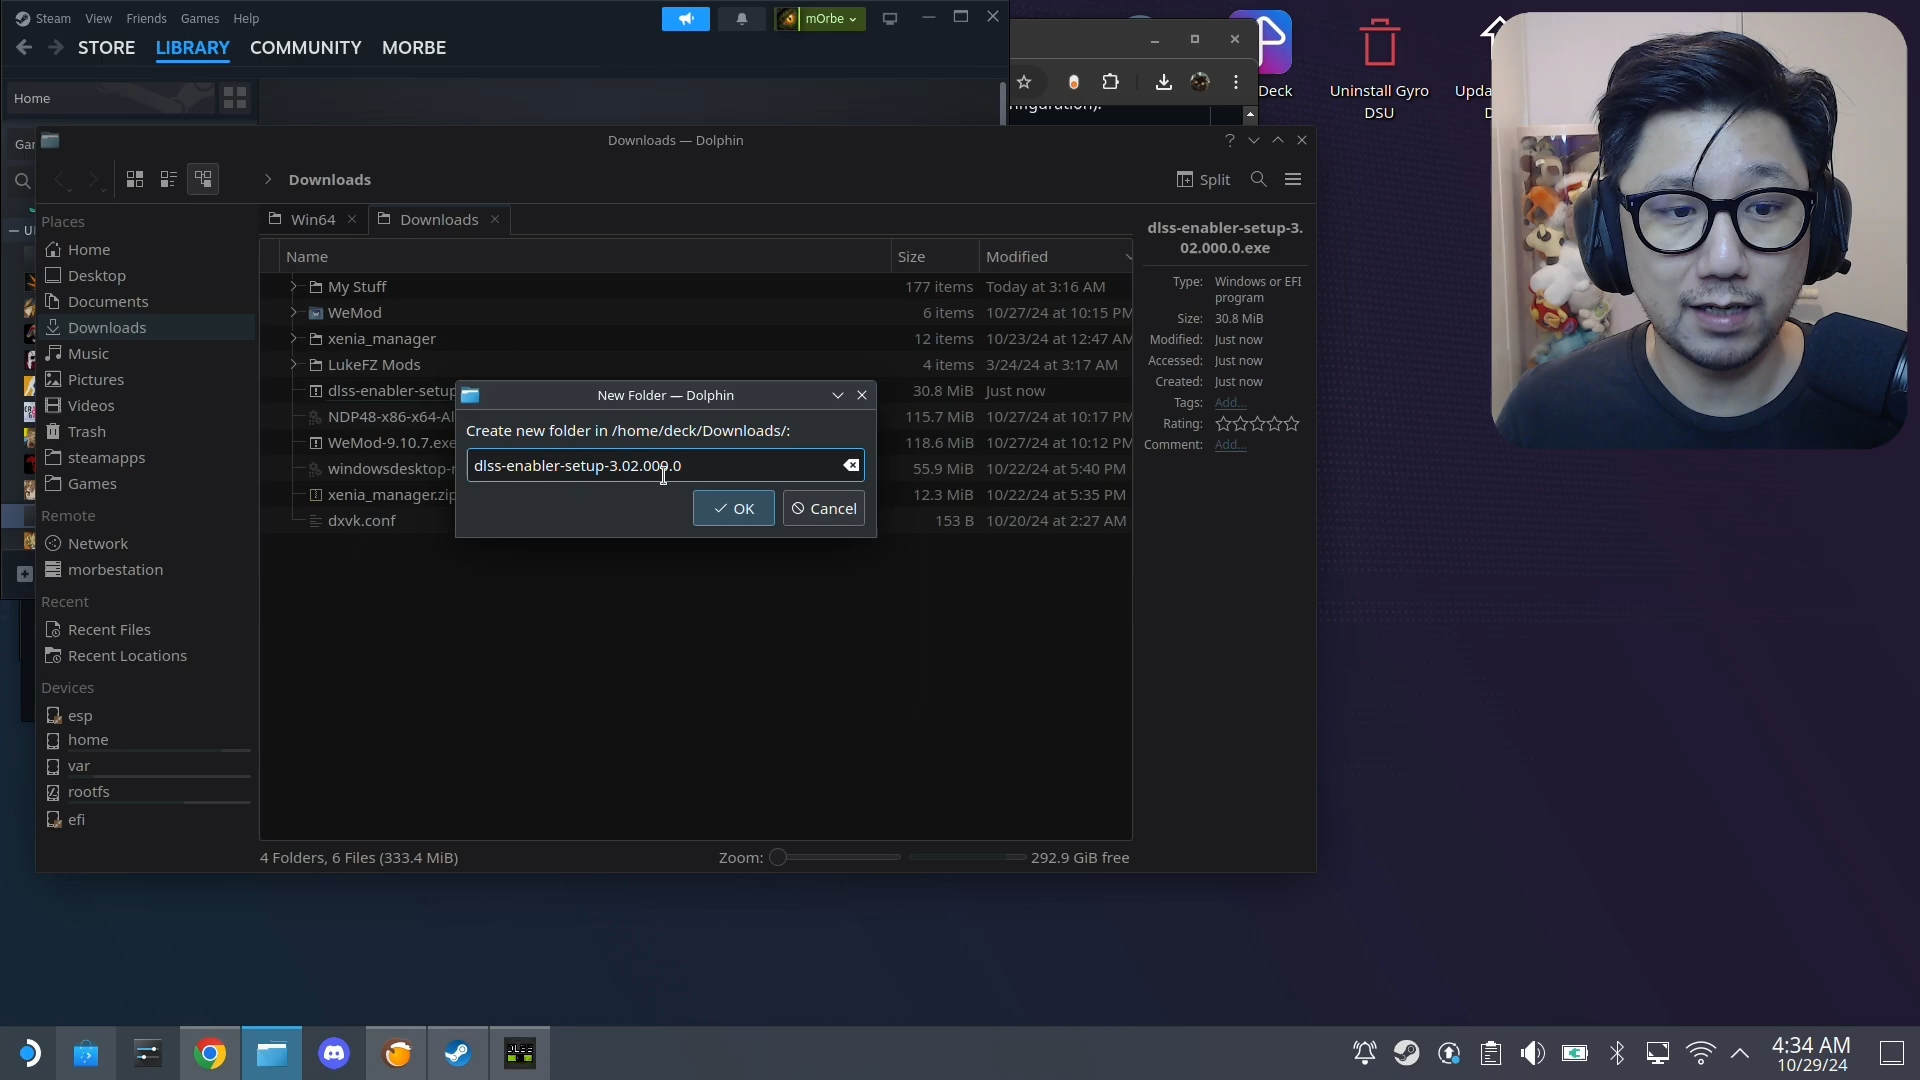 Steam View Friends Games Help
mOrbe
STORE LIBRARY COMMUNITY MORBE
Home
Deck
Uninstall Gyro
DSU
Upda
Downloads — Dolphin
Downloads
Split
Places
Home
Desktop
Documents
Downloads
Music
Pictures
Videos
Trash
steamapps
Games
Remote
Network
morbestation
Recent
Recent Files
Recent Locations
Devices
esp
home
var
rootfs
efi
Win64 Downloads
Name Size Modified
My Stuff 177 items Today at 3:16 AM
WeMod 6 items 10/27/24 at 10:15 PM
xenia_manager 12 items 10/23/24 at 12:47 AM
LukeFZ Mods 4 items 3/24/24 at 3:17 AM
dlss-enabler-setup 30.8 MiB Just now
NDP48-x86-x64-Al 115.7 MiB 10/27/24 at 10:17 PM
WeMod-9.10.7.exe 118.6 MiB 10/27/24 at 10:12 PM
windowsdesktop-r 55.9 MiB 10/22/24 at 5:40 PM
xenia_manager.zip 12.3 MiB 10/22/24 at 5:35 PM
dxvk.conf 153 B 10/20/24 at 2:27 AM
New Folder — Dolphin
Create new folder in /home/deck/Downloads/:
dlss-enabler-setup-3.02.000.0
OK Cancel
dlss-enabler-setup-3.
02.000.0.exe
Type: Windows or EFI
program
Size: 30.8 MiB
Modified: Just now
Accessed: Just now
Created: Just now
Tags: Add...
Rating:
Comment: Add...
4 Folders, 6 Files (333.4 MiB)
Zoom:
292.9 GiB free
4:34 AM
10/29/24